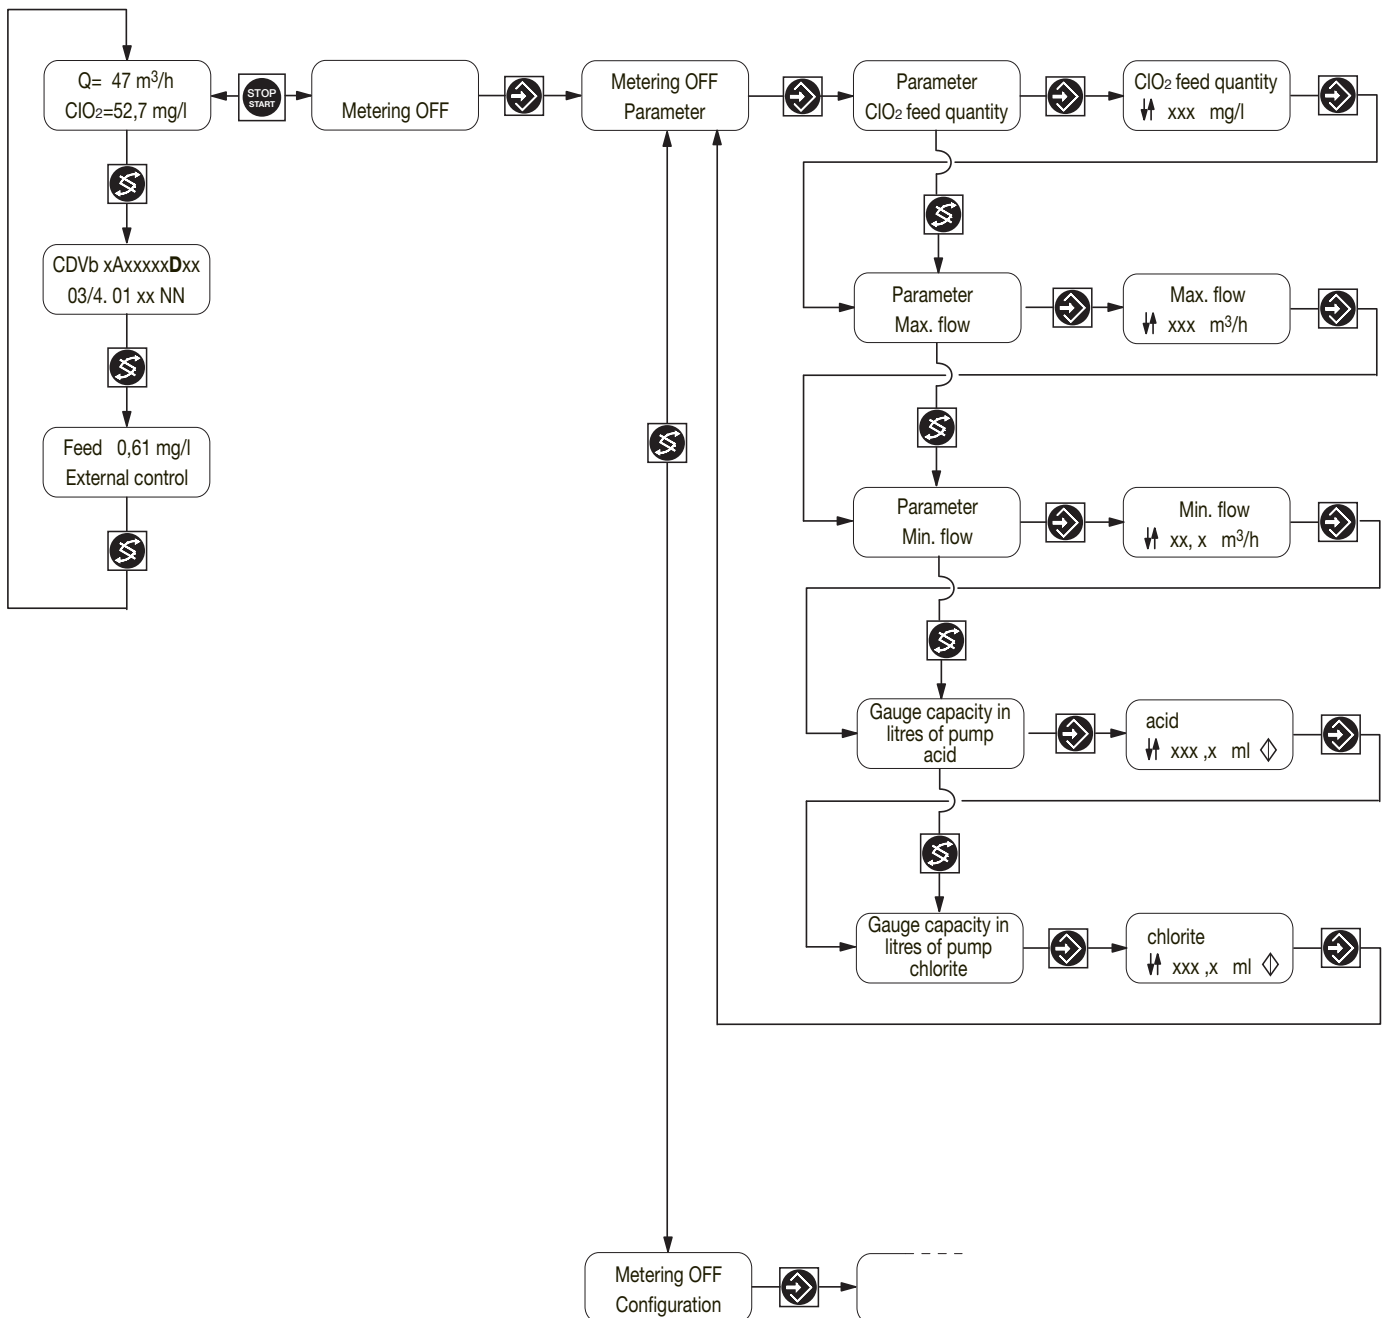 Q= 47 m³/h
ClO₂=52,7 mg/l
STOP
START
Metering OFF
Metering OFF
Parameter
Parameter
ClO₂ feed quantity
ClO₂ feed quantity
xxx mg/l
CDVb xAxxxxxDxx
03/4. 01 xx NN
Parameter
Max. flow
Max. flow
xxx m³/h
Feed 0,61 mg/l
External control
Parameter
Min. flow
Min. flow
xx, x m³/h
Gauge capacity in
litres of pump
acid
acid
xxx ,x ml
Gauge capacity in
litres of pump
chlorite
chlorite
xxx ,x ml
Metering OFF
Configuration